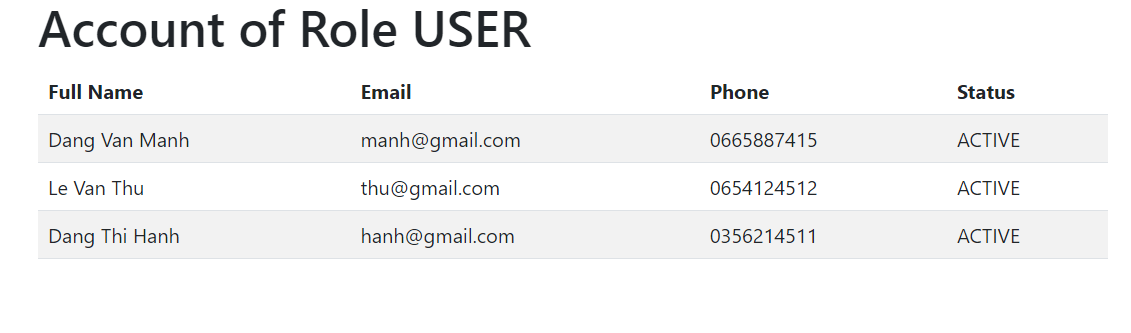 Account of Role USER
Full Name Email Phone Status
Dang Van Manh manh@gmail.com 0665887415 ACTIVE
Le Van Thu thu@gmail.com 0654124512 ACTIVE
Dang Thi Hanh hanh@gmail.com 0356214511 ACTIVE